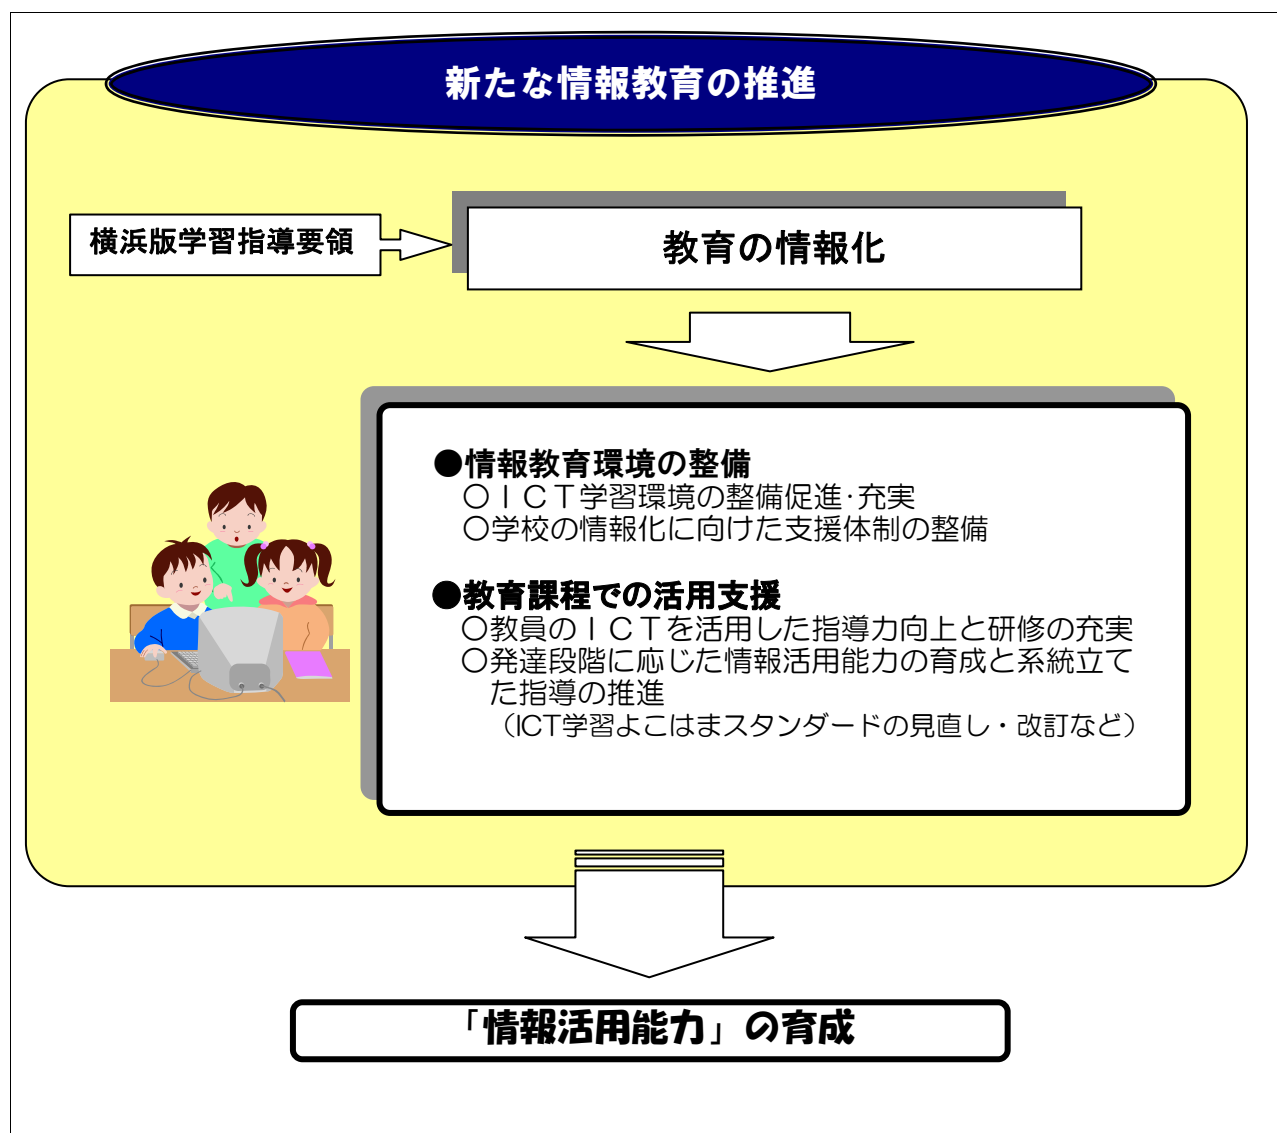 新たな情報教育の推進
横浜版学習指導要領
教育の情報化
●情報教育環境の整備
○ＩＣＴ学習環境の整備促進･充実
○学校の情報化に向けた支援体制の整備
●教育課程での活用支援
○教員のＩＣＴを活用した指導力向上と研修の充実
○発達段階に応じた情報活用能力の育成と系統立て
た指導の推進
（ICT学習よこはまスタンダードの見直し・改訂など）
「情報活用能力」の育成